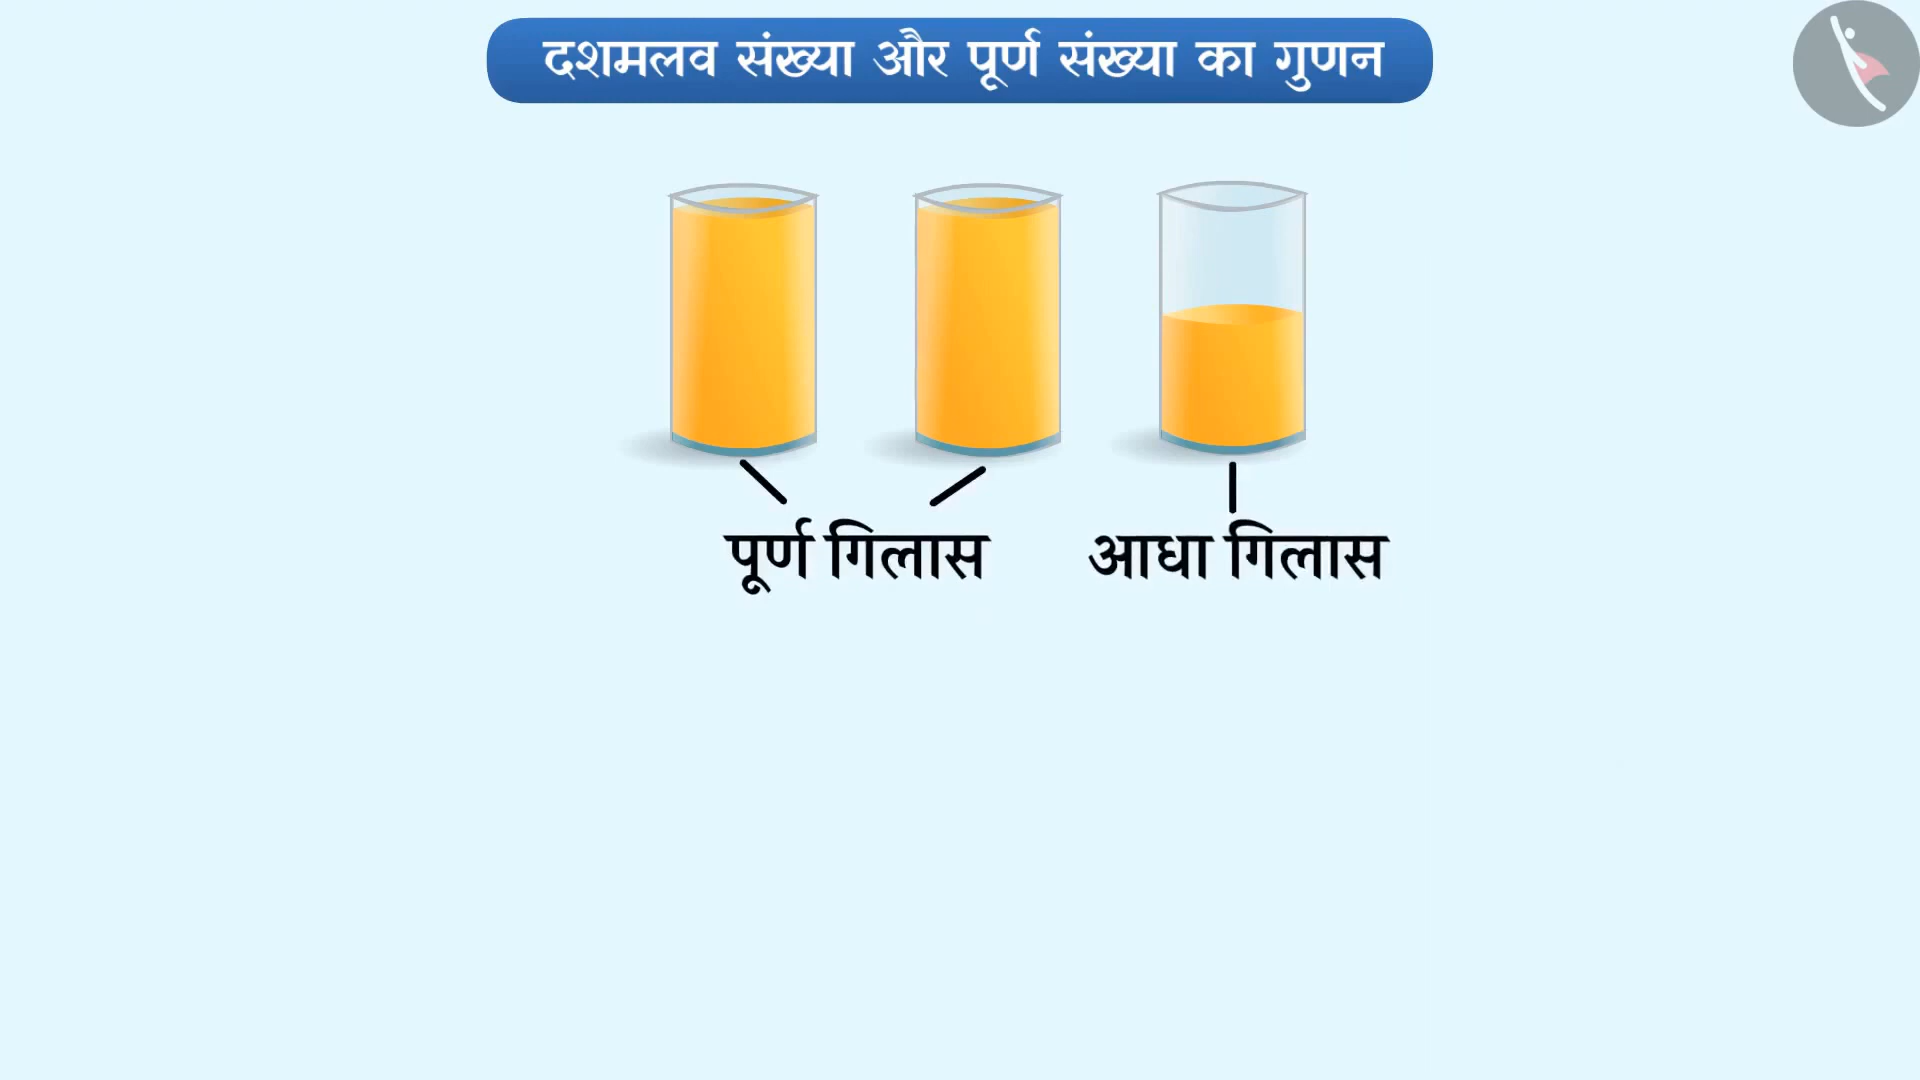 दशमलव संख्या और पूर्ण संख्या का गुणन
पूर्ण गिलास आधा गिलास